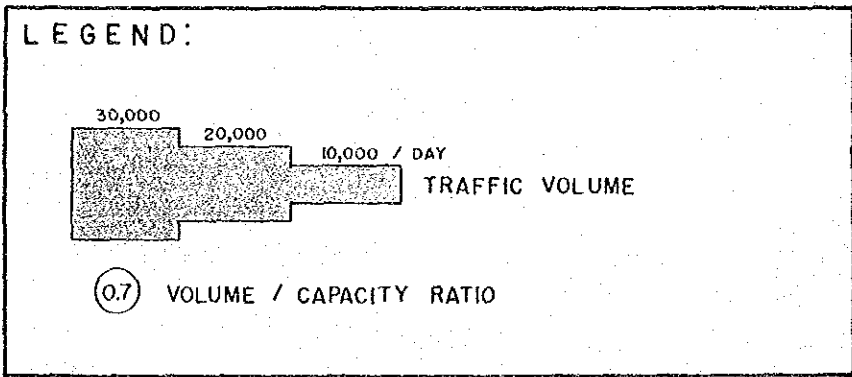 LEGEND:
30,000
20,000
10,000 / DAY
TRAFFIC VOLUME
0.7 VOLUME / CAPACITY RATIO